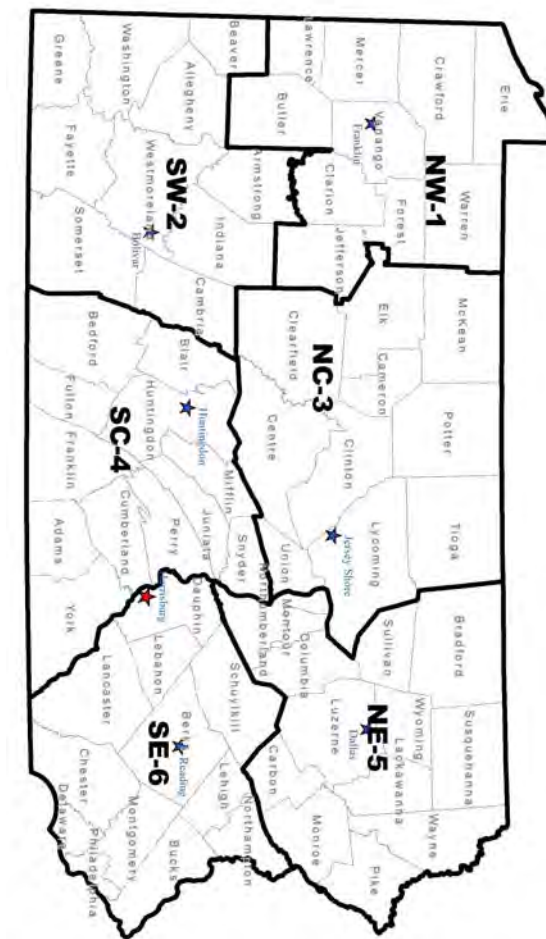 Erie
Crawford
Warren
McKean
Potter
Tioga
Bradford
Susquehanna
Wayne
Mercer
Vanango
Franklin
Forest
NW-1
Elk
Cameron
Clinton
Lycoming
Jersey Shore
Sullivan
Wyoming
Lackawanna
Pike
Lawrence
Butler
Clarion
Jefferson
Clearfield
NC-3
Centre
Union
Montour
Columbia
Northumberland
Luzerne
Dallas
NE-5
Monroe
Carbon
Beaver
Allegheny
Armstrong
Indiana
Cambria
Blair
Huntingdon
Huntingdon
Mifflin
Juniata
Snyder
Perry
Dauphin
Schuylkill
Lehigh
Northampton
Washington
Westmoreland
SW-2
Bolivar
SC-4
Cumberland
Lebanon
Reading
SE-6
Bucks
Montgomery
Greene
Fayette
Somerset
Bedford
Fulton
Franklin
Adams
York
Lancaster
Chester
Delaware
Philadelphia